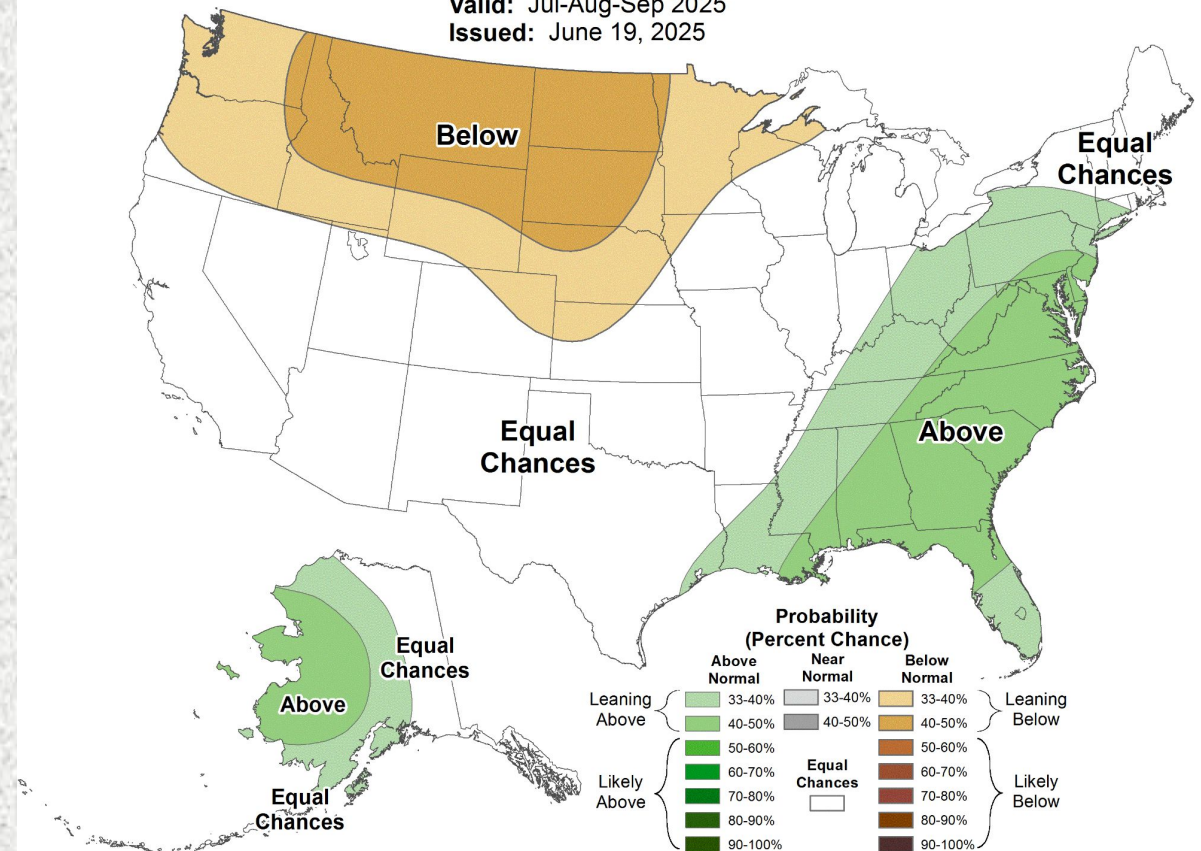 Valid: Jul-Aug-Sep 2025
Issued: June 19, 2025
Below
Equal
Chances
Above
Equal
Chances
Above
Equal
Chances
Equal
Chances
Probability
(Percent Chance)
Above
Normal
Near
Normal
Below
Normal
Leaning
Above
33-40%
33-40%
33-40%
Leaning
Below
40-50%
40-50%
40-50%
Likely
Above
50-60%
60-70%
70-80%
80-90%
90-100%
Equal
Chances
50-60%
60-70%
70-80%
80-90%
90-100%
Likely
Below